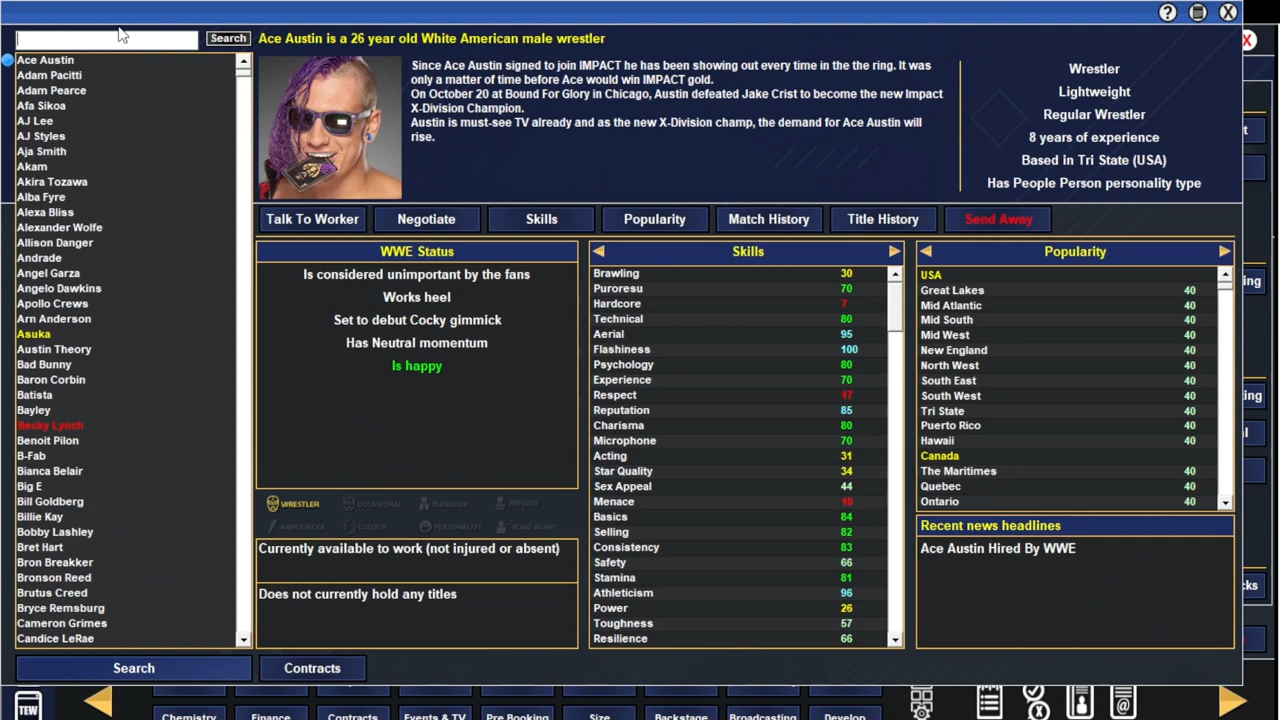 Search
Ace Austin is a 26 year old White American male wrestler
Ace Austin
Adam Pacitti
Adam Pearce
Afa Sikoa
AJ Lee
AJ Styles
Aja Smith
Akam
Akira Tozawa
Alba Fyre
Alexa Bliss
Alexander Wolfe
Allison Danger
Andrade
Angel Garza
Angelo Dawkins
Apollo Crews
Arn Anderson
Asuka
Austin Theory
Bad Bunny
Baron Corbin
Batista
Bayley
Becky Lynch
Benoit Pilon
B-Fab
Bianca Belair
Big E
Bill Goldberg
Billie Kay
Bobby Lashley
Bret Hart
Bron Breakker
Bronson Reed
Brutus Creed
Bryce Remsburg
Cameron Grimes
Candice LeRae
Since Ace Austin signed to join IMPACT he has been showing out every time in the the ring. It was
only a matter of time before Ace would win IMPACT gold.
On October 20 at Bound For Glory in Chicago, Austin defeated Jake Crist to become the new Impact
X-Division Champion.
Austin is must-see TV already and as the new X-Division champ, the demand for Ace Austin will
rise.
Wrestler
Lightweight
Regular Wrestler
8 years of experience
Based in Tri State (USA)
Has People Person personality type
Talk To Worker
Negotiate
Skills
Popularity
Match History
Title History
Send Away
WWE Status
Is considered unimportant by the fans
Works heel
Set to debut Cocky gimmick
Has Neutral momentum
Is happy
WRESTLER
OCCASIONAL
MANAGER
REFEREE
ANNOUNCER
COLOUR
PERSONALITY
ROAD AGENT
Currently available to work (not injured or absent)
Does not currently hold any titles
Skills
Brawling 30
Puroresu 70
Hardcore 7
Technical 80
Aerial 95
Flashiness 100
Psychology 80
Experience 70
Respect 17
Reputation 85
Charisma 80
Microphone 70
Acting 31
Star Quality 34
Sex Appeal 44
Menace 10
Basics 84
Selling 82
Consistency 83
Safety 66
Stamina 81
Athleticism 96
Power 26
Toughness 57
Resilience 66
Popularity
USA
Great Lakes 40
Mid Atlantic 40
Mid South 40
Mid West 40
New England 40
North West 40
South East 40
South West 40
Tri State 40
Puerto Rico 40
Hawaii 40
Canada
The Maritimes 40
Quebec 40
Ontario 40
Recent news headlines
Ace Austin Hired By WWE
Search
Contracts
TEW
Chemistry
Finance
Contracts
Events & TV
Pre Booking
Size
Backstage
Broadcasting
Develop